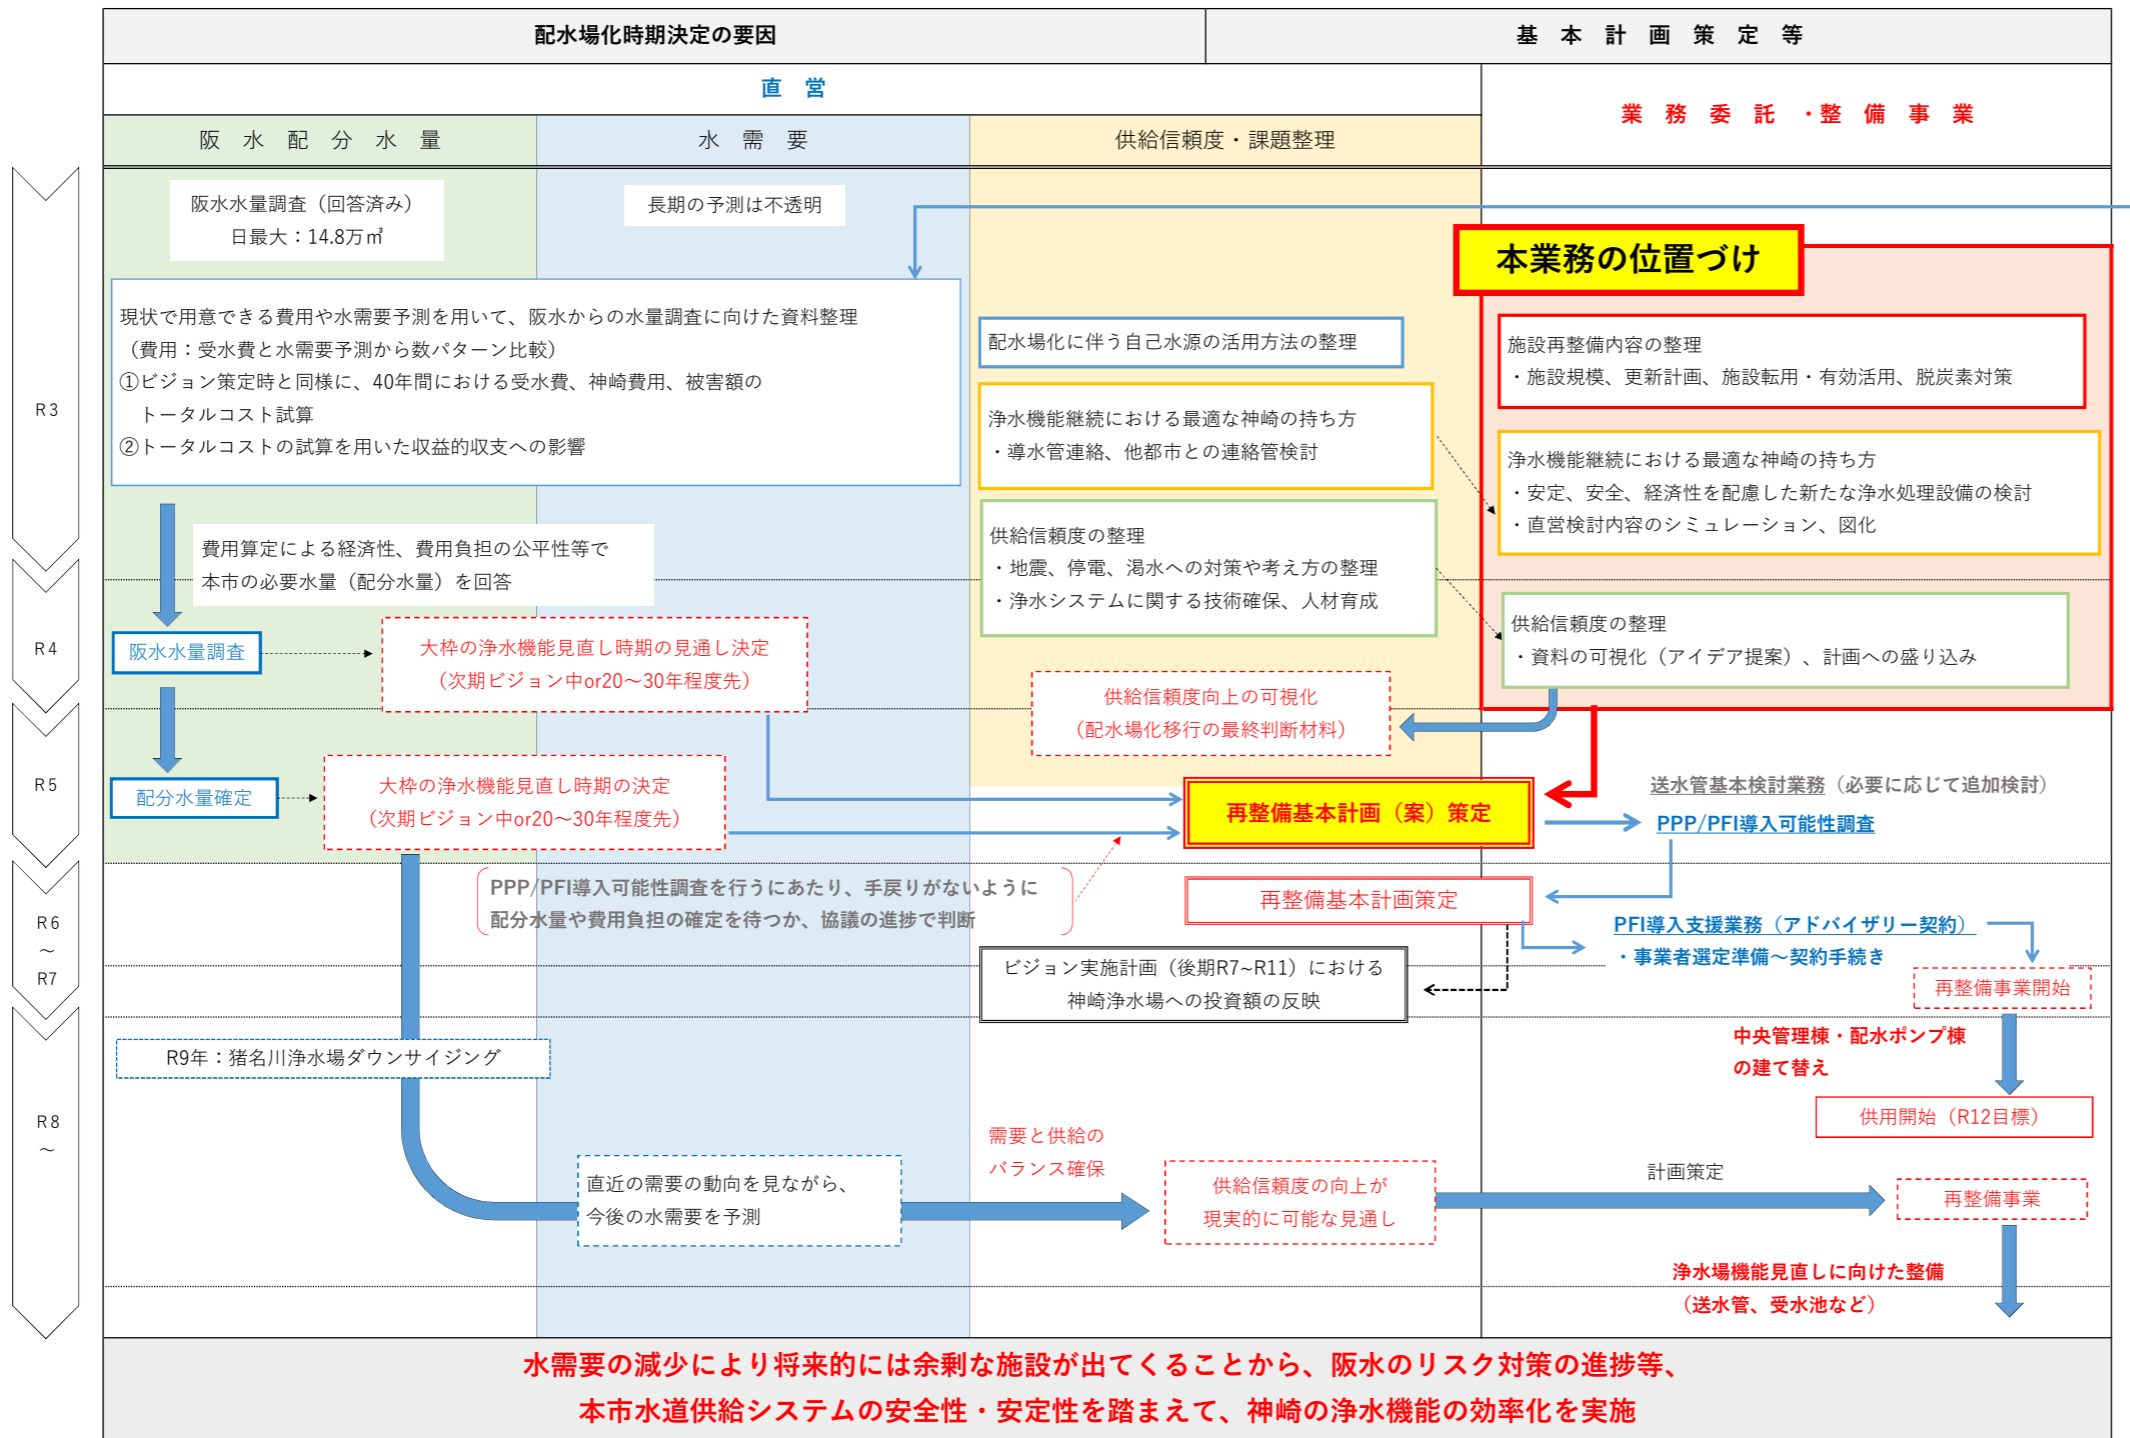 配水場化時期決定の要因
基本計画策定等
直営
業務委託・整備事業
阪水配分水量
水需要
供給信頼度・課題整理
R3
R4
R5
R6
～
R7
R8
～
阪水水量調査（回答済み）
日最大：14.8万㎥
長期の予測は不透明
現状で用意できる費用や水需要予測を用いて、阪水からの水量調査に向けた資料整理
（費用：受水費と水需要予測から数パターン比較）
①ビジョン策定時と同様に、40年間における受水費、神崎費用、被害額の
トータルコスト試算
②トータルコストの試算を用いた収益的収支への影響
費用算定による経済性、費用負担の公平性等で
本市の必要水量（配分水量）を回答
阪水水量調査
大枠の浄水機能見直し時期の見通し決定
（次期ビジョン中or20～30年程度先）
配分水量確定
大枠の浄水機能見直し時期の決定
（次期ビジョン中or20～30年程度先）
配水場化に伴う自己水源の活用方法の整理
浄水機能継続における最適な神崎の持ち方
・導水管連絡、他都市との連絡管検討
供給信頼度の整理
・地震、停電、渇水への対策や考え方の整理
・浄水システムに関する技術確保、人材育成
供給信頼度向上の可視化
（配水場化移行の最終判断材料）
本業務の位置づけ
施設再整備内容の整理
・施設規模、更新計画、施設転用・有効活用、脱炭素対策
浄水機能継続における最適な神崎の持ち方
・安定、安全、経済性を配慮した新たな浄水処理設備の検討
・直営検討内容のシミュレーション、図化
供給信頼度の整理
・資料の可視化（アイデア提案）、計画への盛り込み
再整備基本計画（案）策定
送水管基本検討業務（必要に応じて追加検討）
PPP/PFI導入可能性調査
PPP/PFI導入可能性調査を行うにあたり、手戻りがないように
配分水量や費用負担の確定を待つか、協議の進捗で判断
再整備基本計画策定
PFI導入支援業務（アドバイザリー契約）
・事業者選定準備～契約手続き
ビジョン実施計画（後期R7~R11）における
神崎浄水場への投資額の反映
再整備事業開始
中央管理棟・配水ポンプ棟
の建て替え
供用開始（R12目標）
R9年：猪名川浄水場ダウンサイジング
直近の需要の動向を見ながら、
今後の水需要を予測
需要と供給の
バランス確保
供給信頼度の向上が
現実的に可能な見通し
計画策定
再整備事業
浄水場機能見直しに向けた整備
（送水管、受水池など）
水需要の減少により将来的には余剰な施設が出てくることから、阪水のリスク対策の進捗等、
本市水道供給システムの安全性・安定性を踏まえて、神崎の浄水機能の効率化を実施